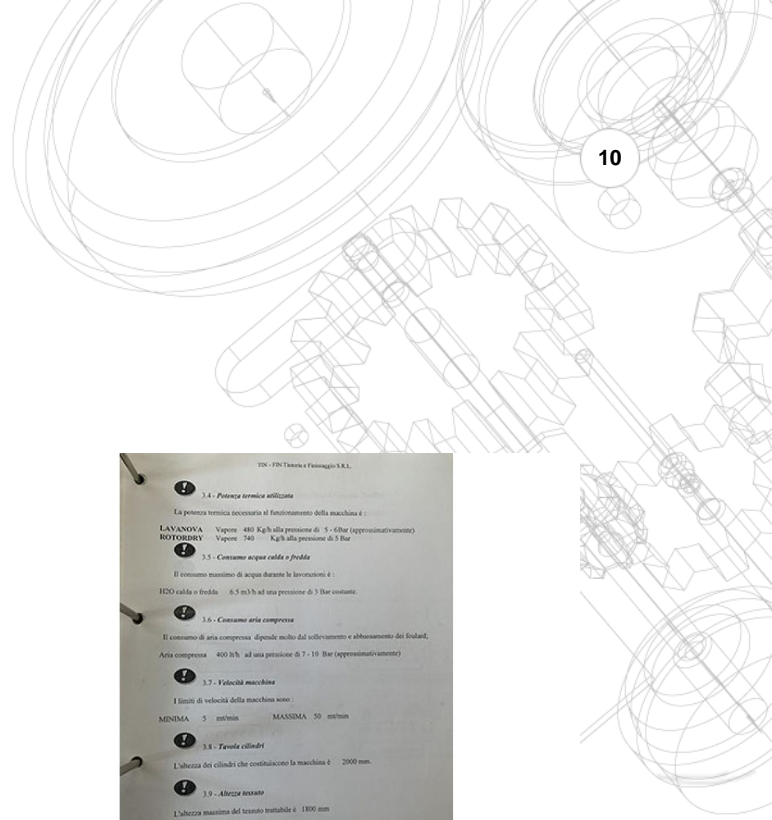 10
TIN - FIN Tintoria e Finissaggio S.R.L.
3.4 - Potenza termica utilizzata
La potenza termica necessaria al funzionamento della macchina è :
LAVANOVA Vapore 480 Kg/h alla pressione di 5 - 6Bar (approssimativamente)
ROTORDRY Vapore 740 Kg/h alla pressione di 5 Bar
3.5 - Consumo acqua calda o fredda
Il consumo massimo di acqua durante le lavorazioni è :
H2O calda o fredda 6.5 m3/h ad una pressione di 3 Bar costante.
3.6 - Consumo aria compressa
Il consumo di aria compressa dipende molto dal sollevamento e abbassamento dei foulard;
Aria compressa 400 lt/h ad una pressione di 7 - 10 Bar (approssimativamente)
3.7 - Velocità macchina
I limiti di velocità della macchina sono :
MINIMA 5 mt/min MASSIMA 50 mt/min
3.8 - Tavola cilindri
L'altezza dei cilindri che costituiscono la macchina è 2000 mm.
3.9 - Altezza tessuto
L'altezza massima del tessuto trattabile è 1800 mm